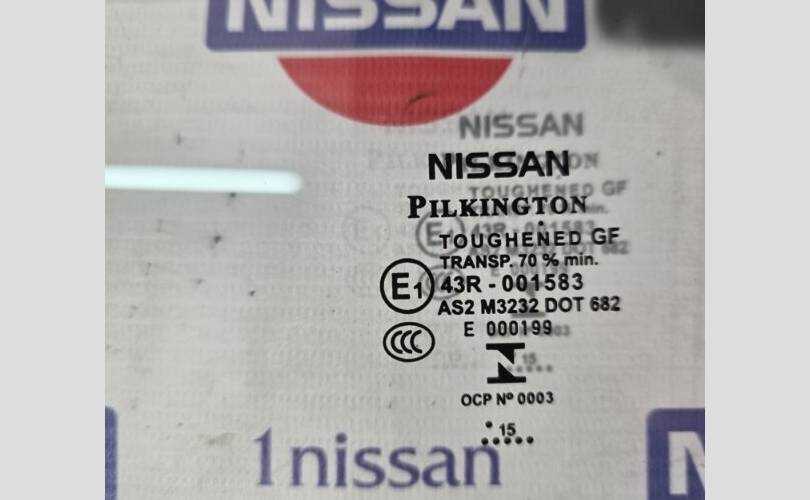 NISSAN
NISSAN
NISSAN
PILKINGTON
TOUGHENED GF
TRANSP. 70 % min.
E1 43R - 001583
AS2 M3232 DOT 682
E 000199
CCC
OCP Nº 0003
15
1nissan
N